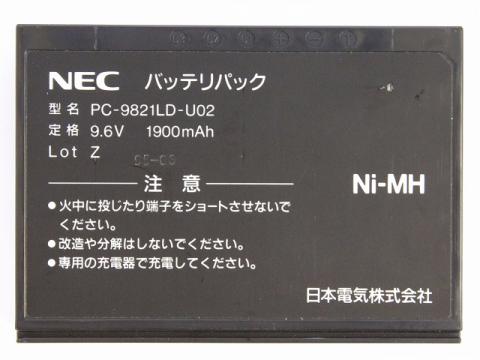 NEC バッテリパック
型名 PC-9821LD-U02
定格 9.6V 1900mAh
Lot Z
注意
Ni-MH
●火中に投じたり端子をショートさせないで
ください。
●改造や分解はしないでください。
●専用の充電器で充電してください。
日本電気株式会社